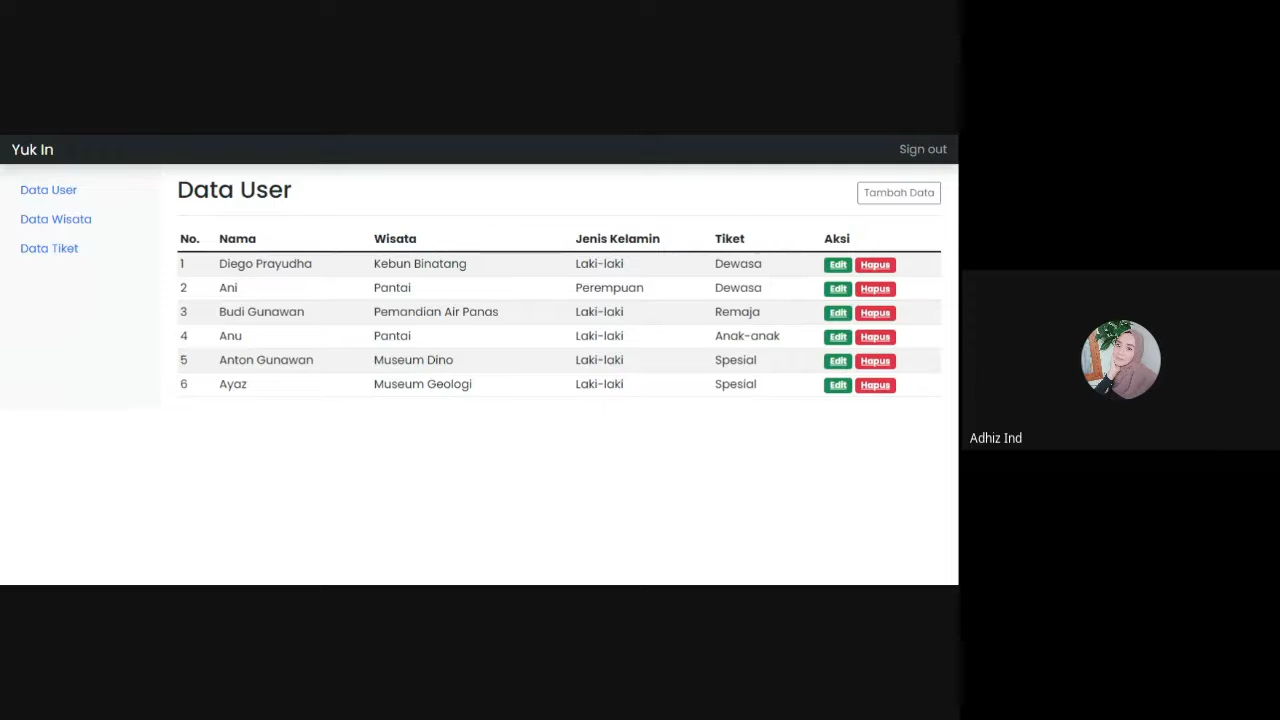 Yuk In Sign out
Data User
Data Wisata
Data Tiket
Data User Tambah Data
No. Nama Wisata Jenis Kelamin Tiket Aksi
1 Diego Prayudha Kebun Binatang Laki-laki Dewasa Edit Hapus
2 Ani Pantai Perempuan Dewasa Edit Hapus
3 Budi Gunawan Pemandian Air Panas Laki-laki Remaja Edit Hapus
4 Anu Pantai Laki-laki Anak-anak Edit Hapus
5 Anton Gunawan Museum Dino Laki-laki Spesial Edit Hapus
6 Ayaz Museum Geologi Laki-laki Spesial Edit Hapus
Adhiz Ind